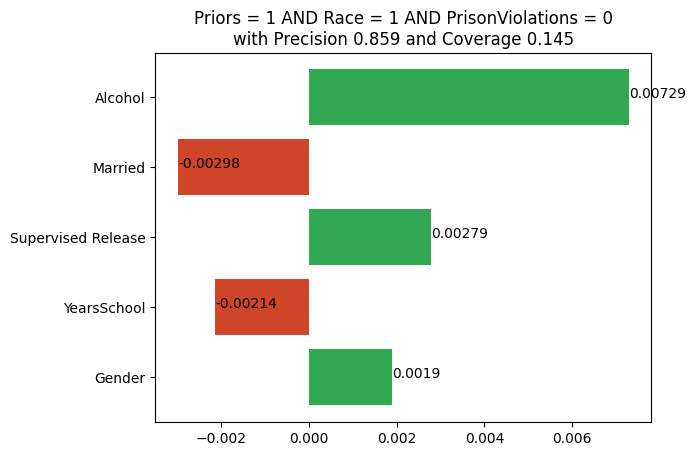 Priors = 1 AND Race = 1 AND PrisonViolations = 0
with Precision 0.859 and Coverage 0.145
Alcohol
0.00729
Married
-0.00298
Supervised Release
0.00279
YearsSchool
-0.00214
Gender
0.0019
−0.002
0.000
0.002
0.004
0.006